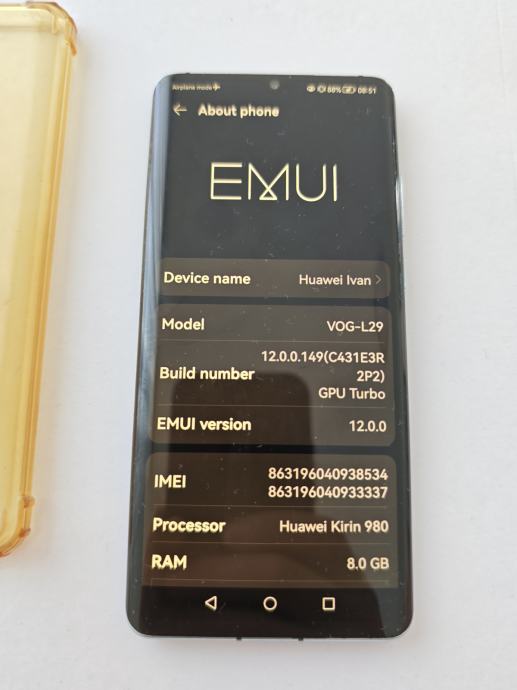 Airplane mode 88% 08:51
← About phone
EMUI
Device name Huawei Ivan >
Model VOG-L29
Build number 12.0.0.149(C431E3R
2P2)
GPU Turbo
EMUI version 12.0.0
IMEI 863196040938534
863196040933337
Processor Huawei Kirin 980
RAM 8.0 GB